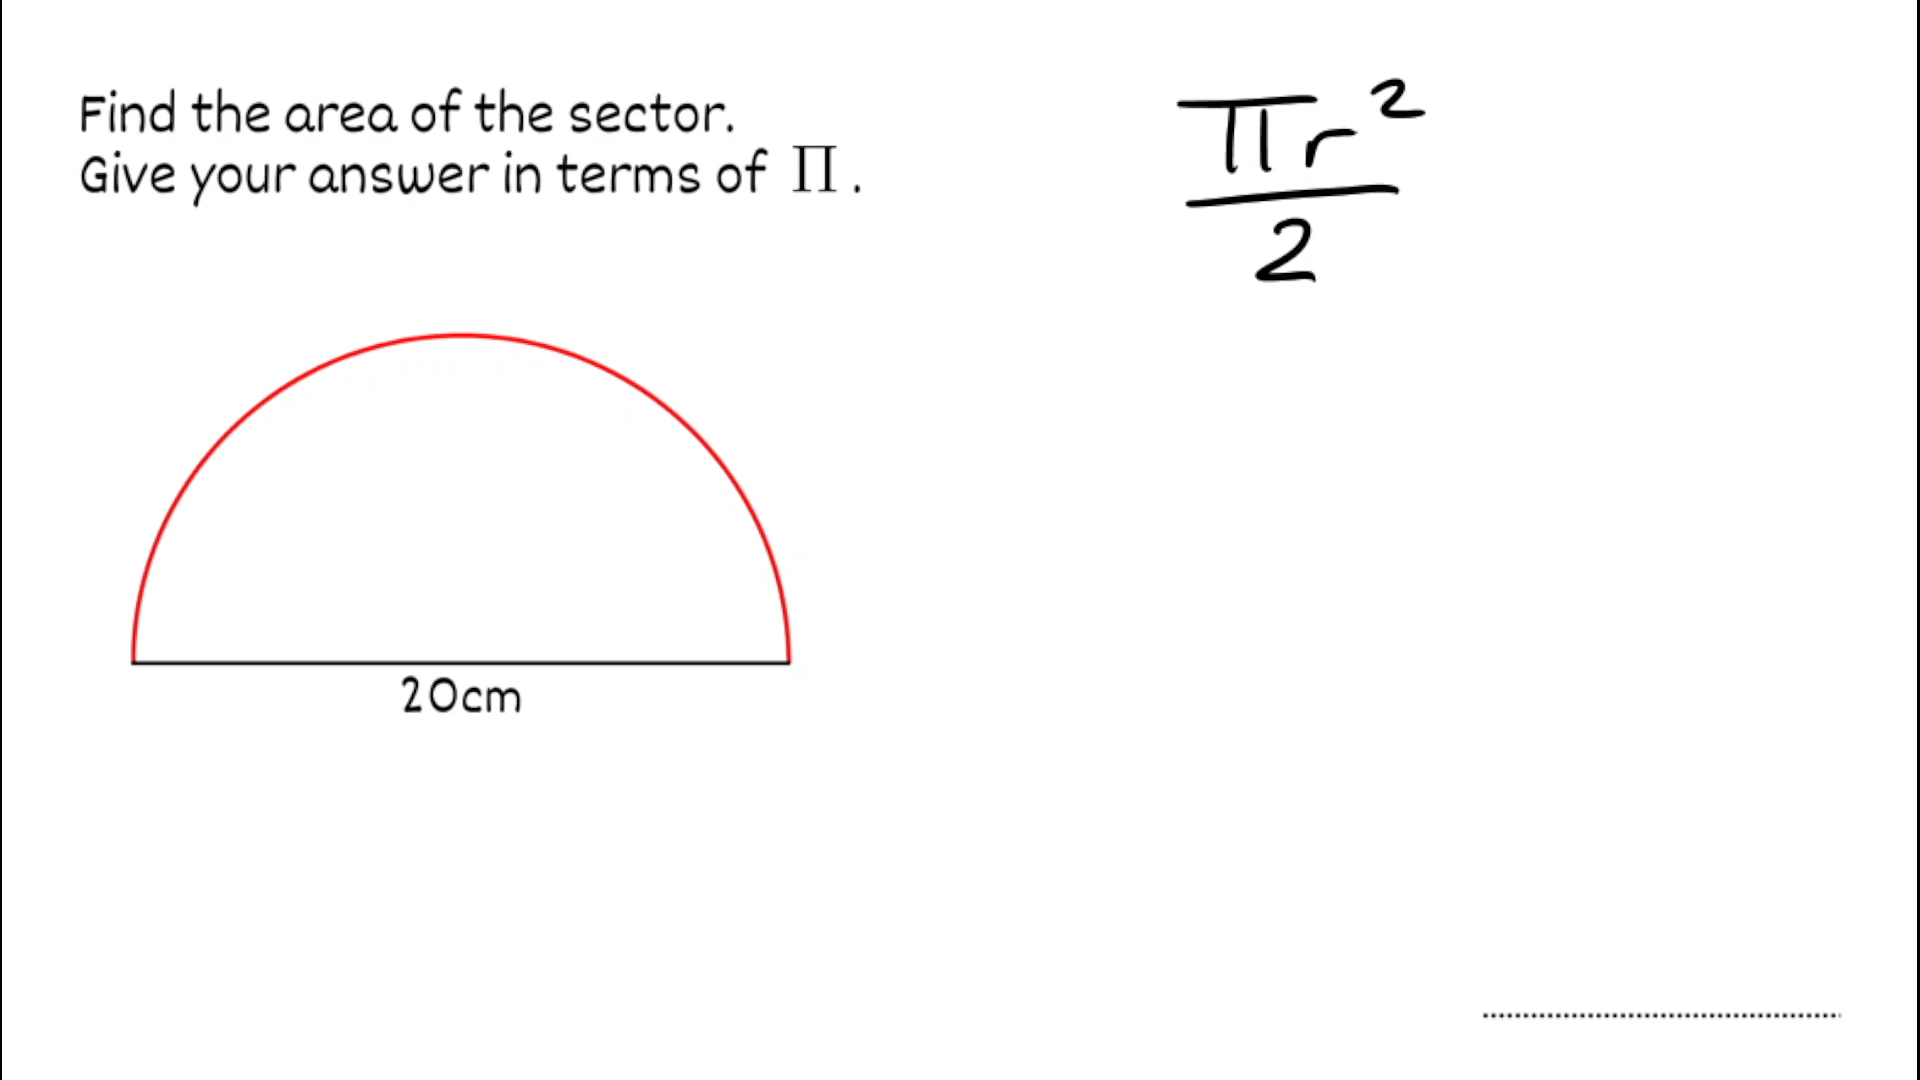 Find the area of the sector.
Give your answer in terms of Π .
πr²
2
20cm